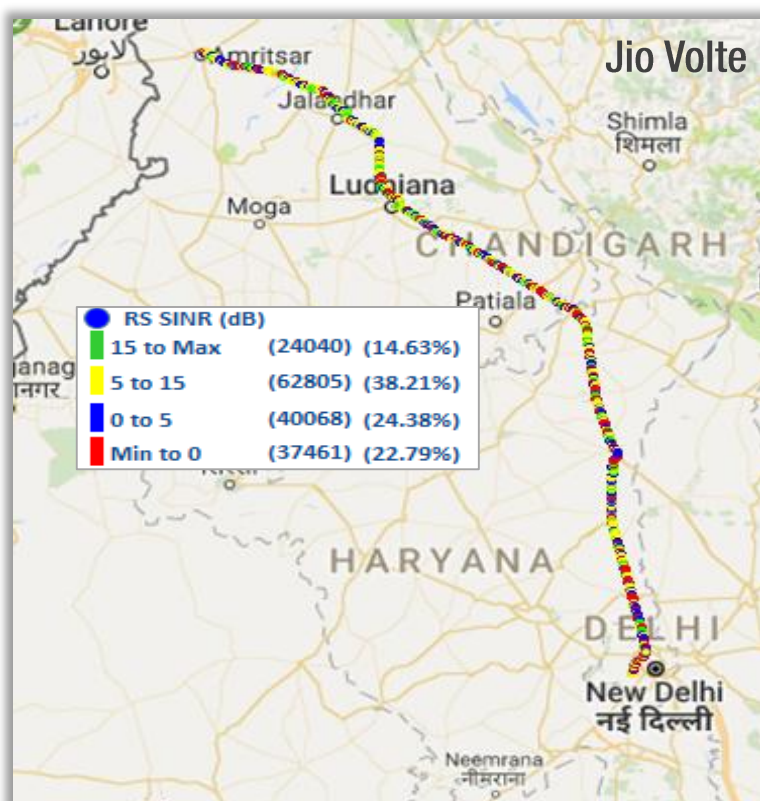 Lahore
لاہور
Amritsar
Jio Volte
Jalandhar
Shimla
शिमला
Ludhiana
Moga
CHANDIGARH
Patiala
RS SINR (dB)
15 to Max (24040) (14.63%)
5 to 15 (62805) (38.21%)
0 to 5 (40068) (24.38%)
Min to 0 (37461) (22.79%)
anag
नगर
HARYANA
DELHI
New Delhi
नई दिल्ली
Neemrana
नीमराना